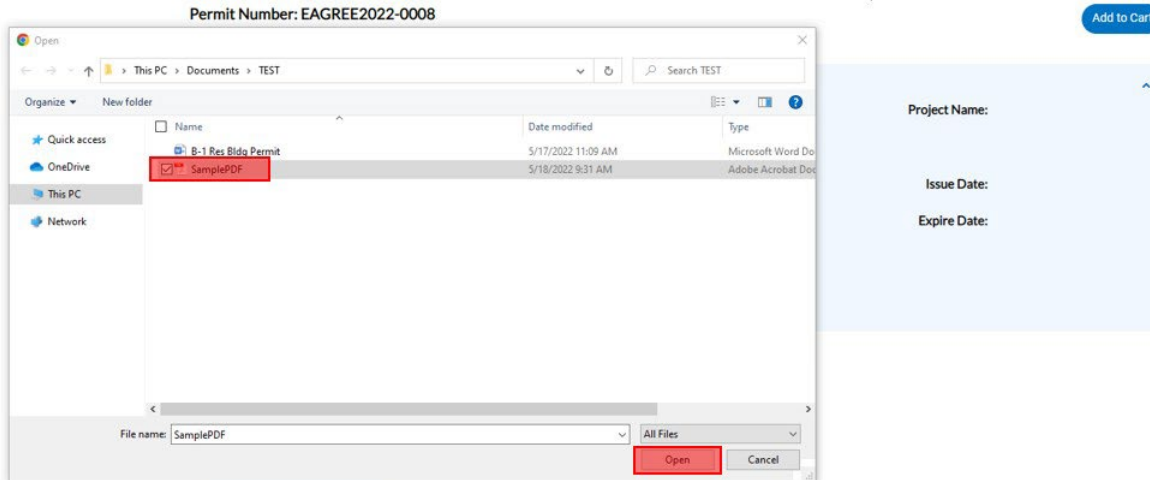 Permit Number: EAGREE2022-0008
Add to Cart
Open
This PC > Documents > TEST
Search TEST
Organize
New folder
Project Name:
Name
Date modified
Type
Quick access
B-1 Res Bldg Permit
5/17/2022 11:09 AM
Microsoft Word Do
OneDrive
SamplePDF
5/18/2022 9:31 AM
Adobe Acrobat Doc
This PC
Issue Date:
Network
Expire Date:
File name:
SamplePDF
All Files
Open
Cancel